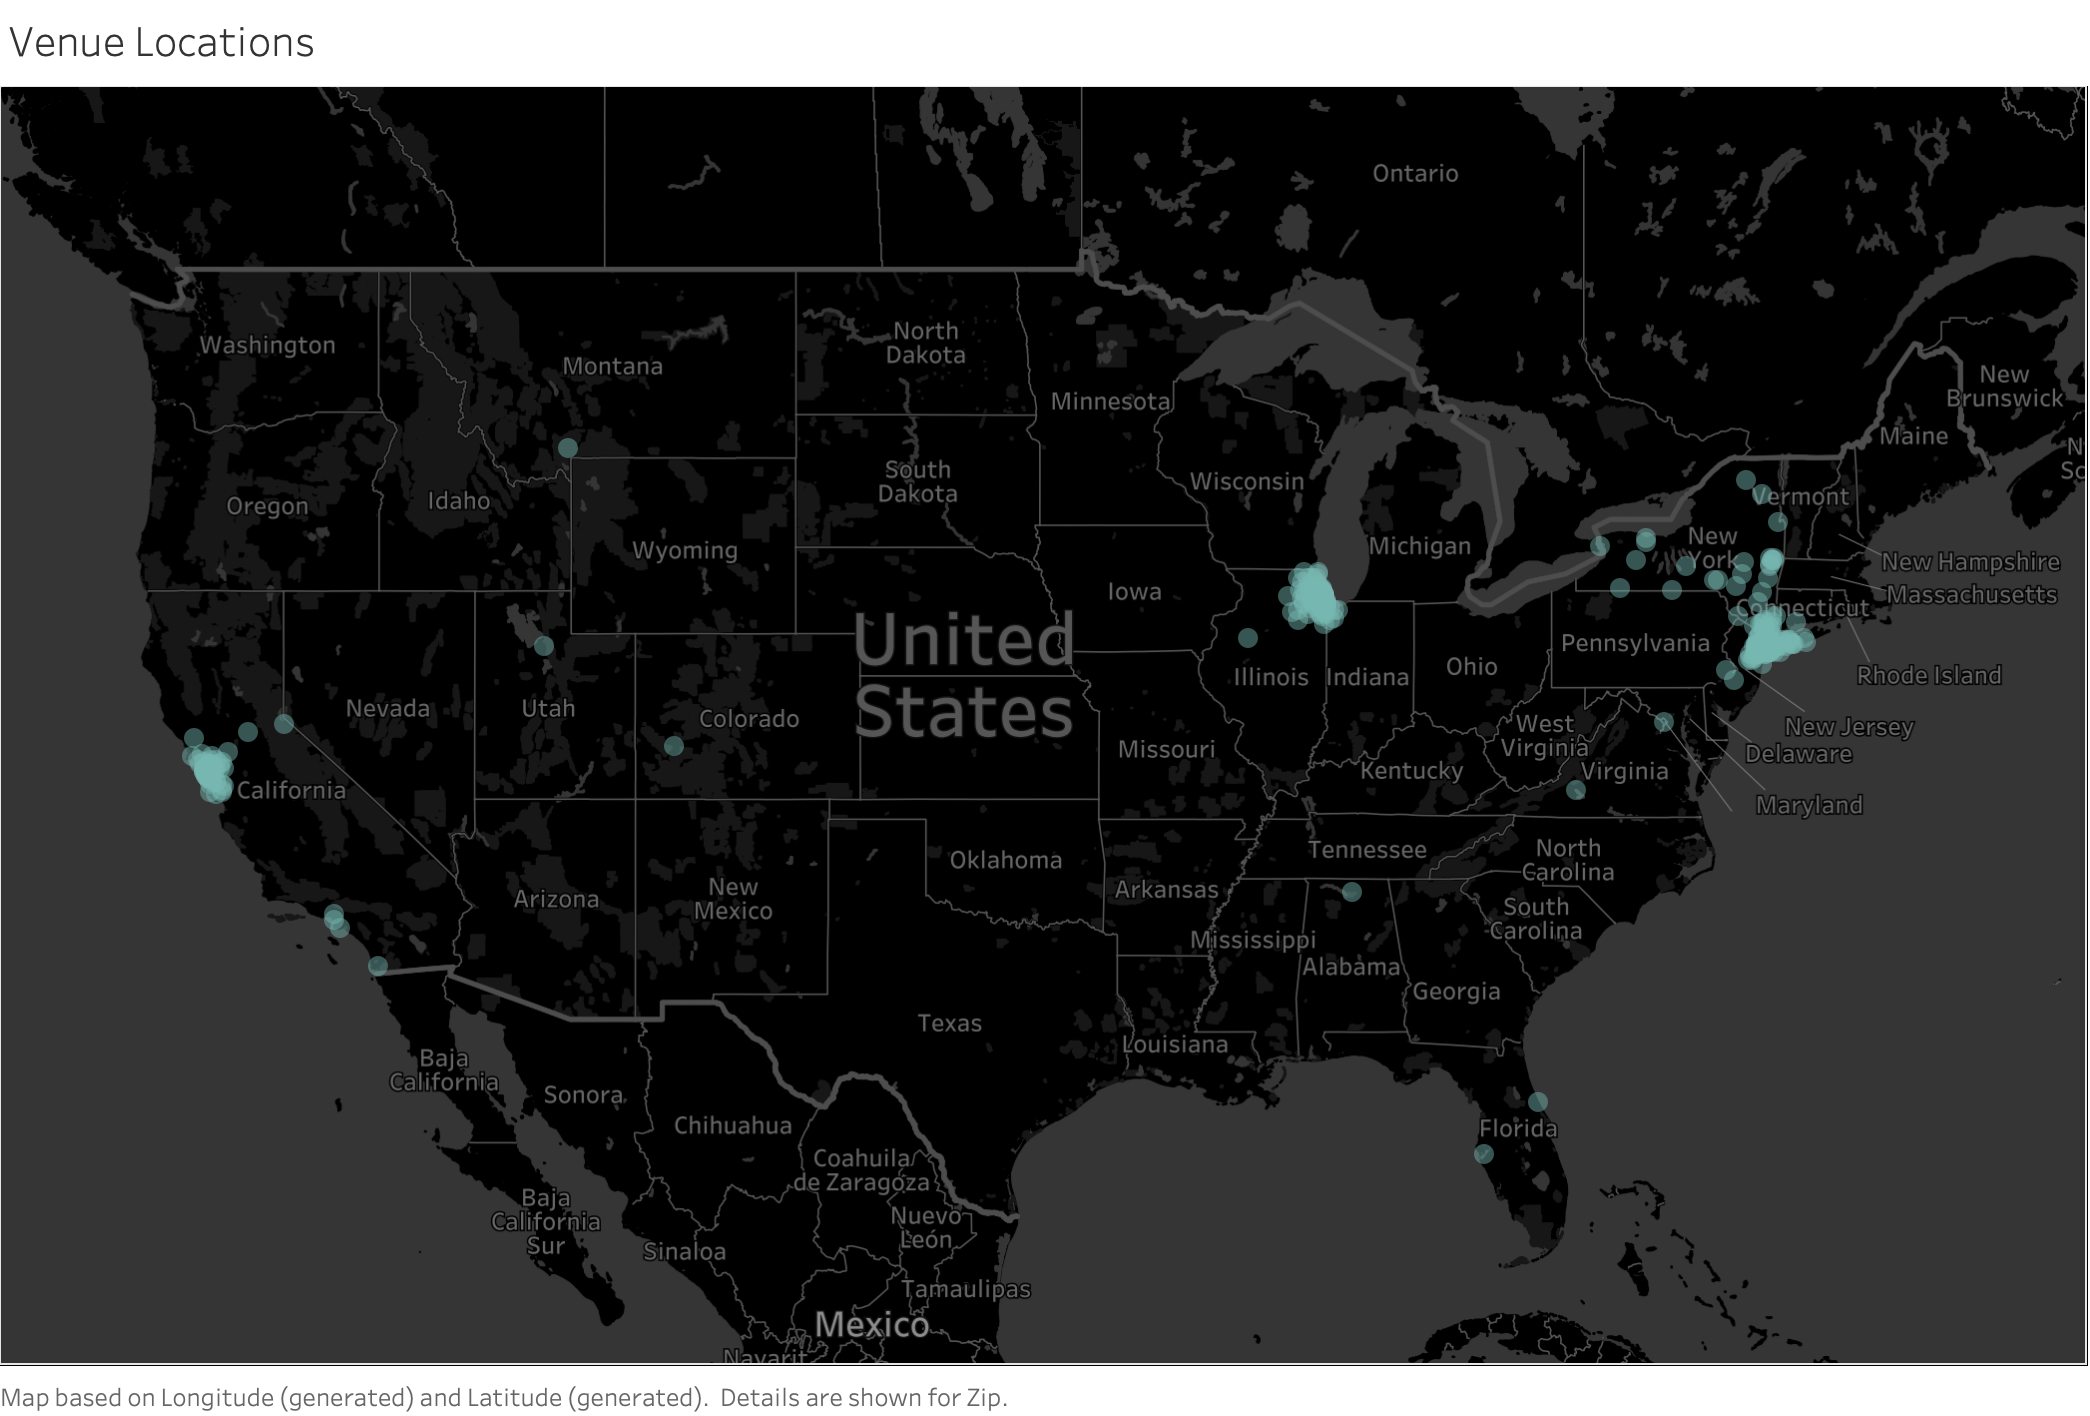 Venue Locations
Ontario
Washington
Montana
North
Dakota
Minnesota
New
Brunswick
Maine
Oregon
Idaho
South
Dakota
Wisconsin
Vermont
Wyoming
Michigan
New
York
New Hampshire
Massachusetts
Iowa
Connecticut
United
States
Nevada
Utah
Colorado
Illinois
Indiana
Ohio
Pennsylvania
Rhode Island
West
Virginia
New Jersey
Delaware
Missouri
Kentucky
Virginia
Maryland
California
Arizona
New
Mexico
Oklahoma
Arkansas
Tennessee
North
Carolina
South
Carolina
Mississippi
Alabama
Georgia
Texas
Louisiana
Baja
California
Sonora
Chihuahua
Florida
Coahuila
de Zaragoza
Baja
California
Sur
Sinaloa
Nuevo
León
Tamaulipas
Mexico
Navarit
Map based on Longitude (generated) and Latitude (generated).  Details are shown for Zip.